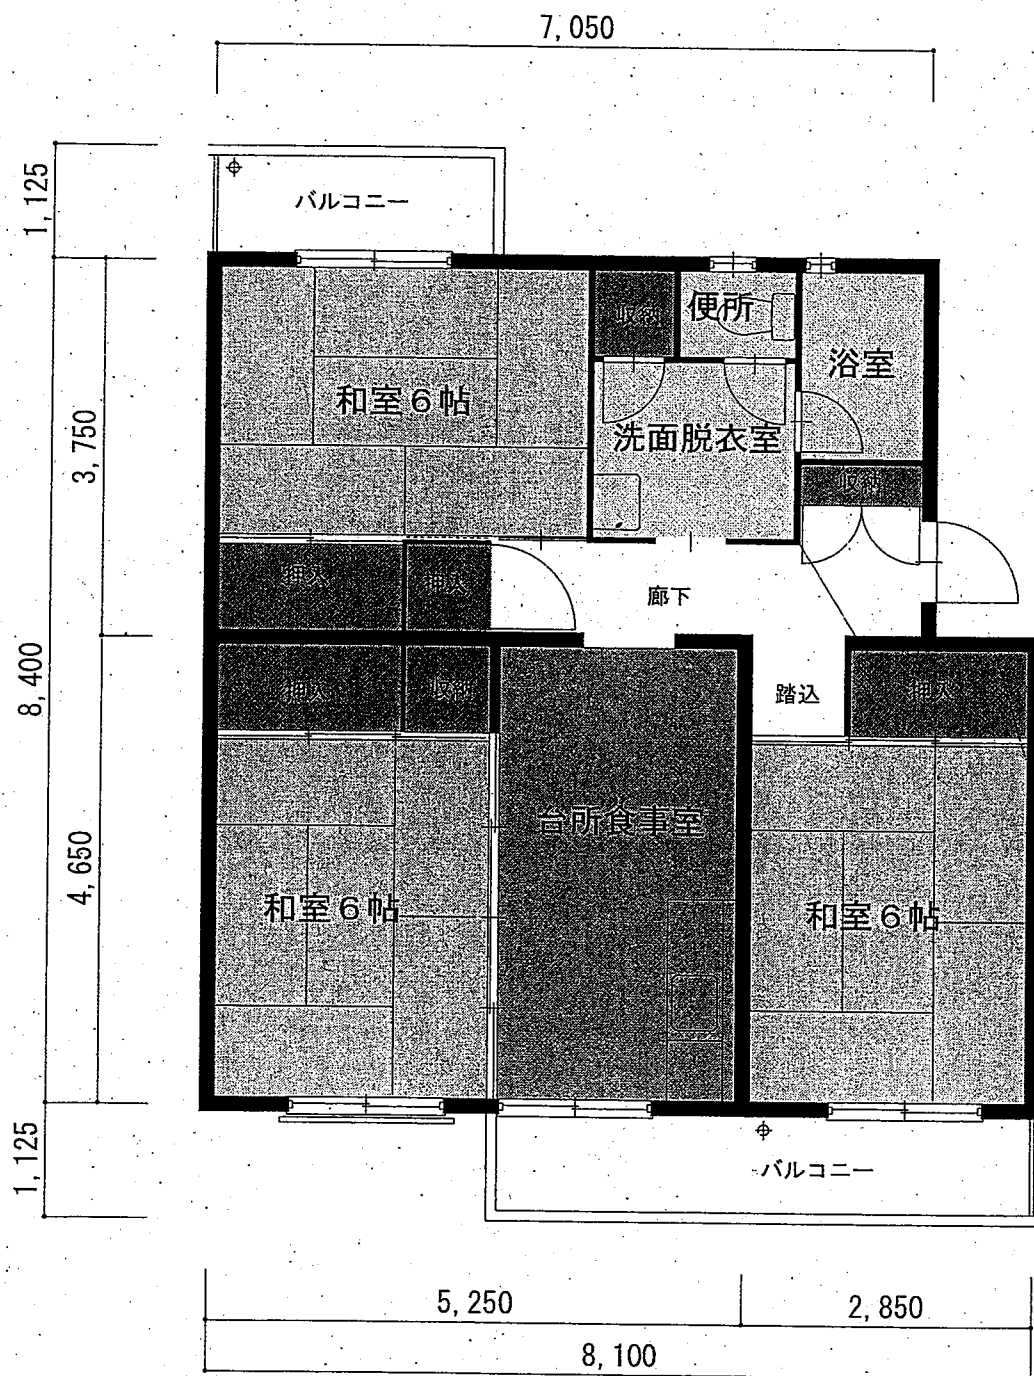 7,050
1,125
バルコニー
収納
便所
浴室
和室６帖
洗面脱衣室
3,750
収納
押入
押入
廊下
8,400
押入
収納
踏込
押入
台所食事室
4,650
和室６帖
和室６帖
1,125
バルコニー
5,250
2,850
8,100